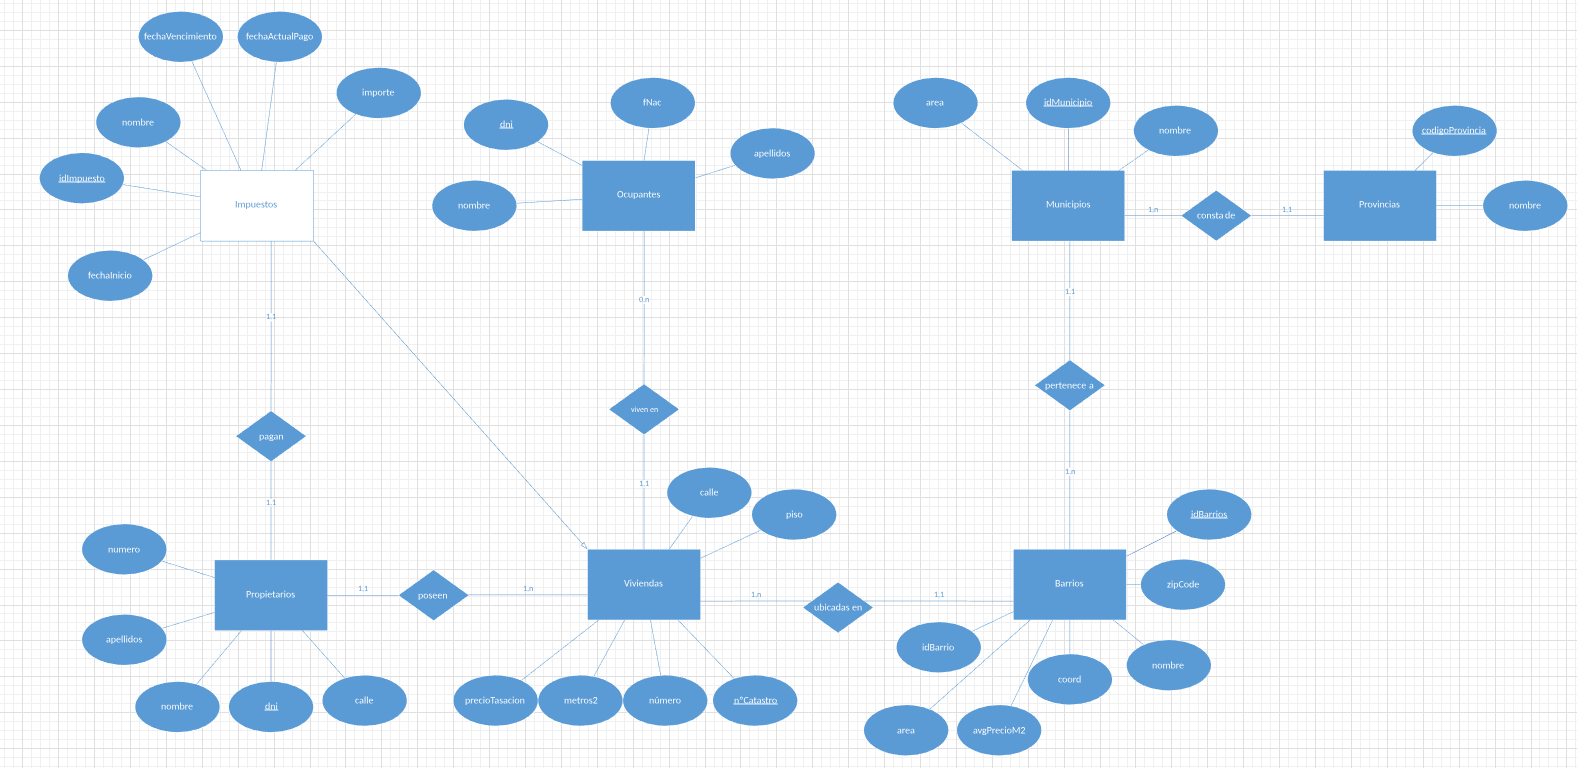 fechaVencimiento
fechaActualPago
importe
nombre
idImpuesto
Impuestos
fechaInicio
1,1
pagan
1,1
dni
fNac
apellidos
nombre
Ocupantes
0,n
viven en
1,1
area
idMunicipio
nombre
Municipios
1,n
consta de
1,1
Provincias
codigoProvincia
nombre
1,1
pertenece a
1,n
numero
apellidos
nombre
dni
calle
Propietarios
1,1
poseen
1,n
calle
piso
Viviendas
precioTasacion
metros2
número
nºCatastro
1,n
ubicadas en
1,1
Barrios
idBarrios
zipCode
idBarrio
coord
nombre
area
avgPrecioM2